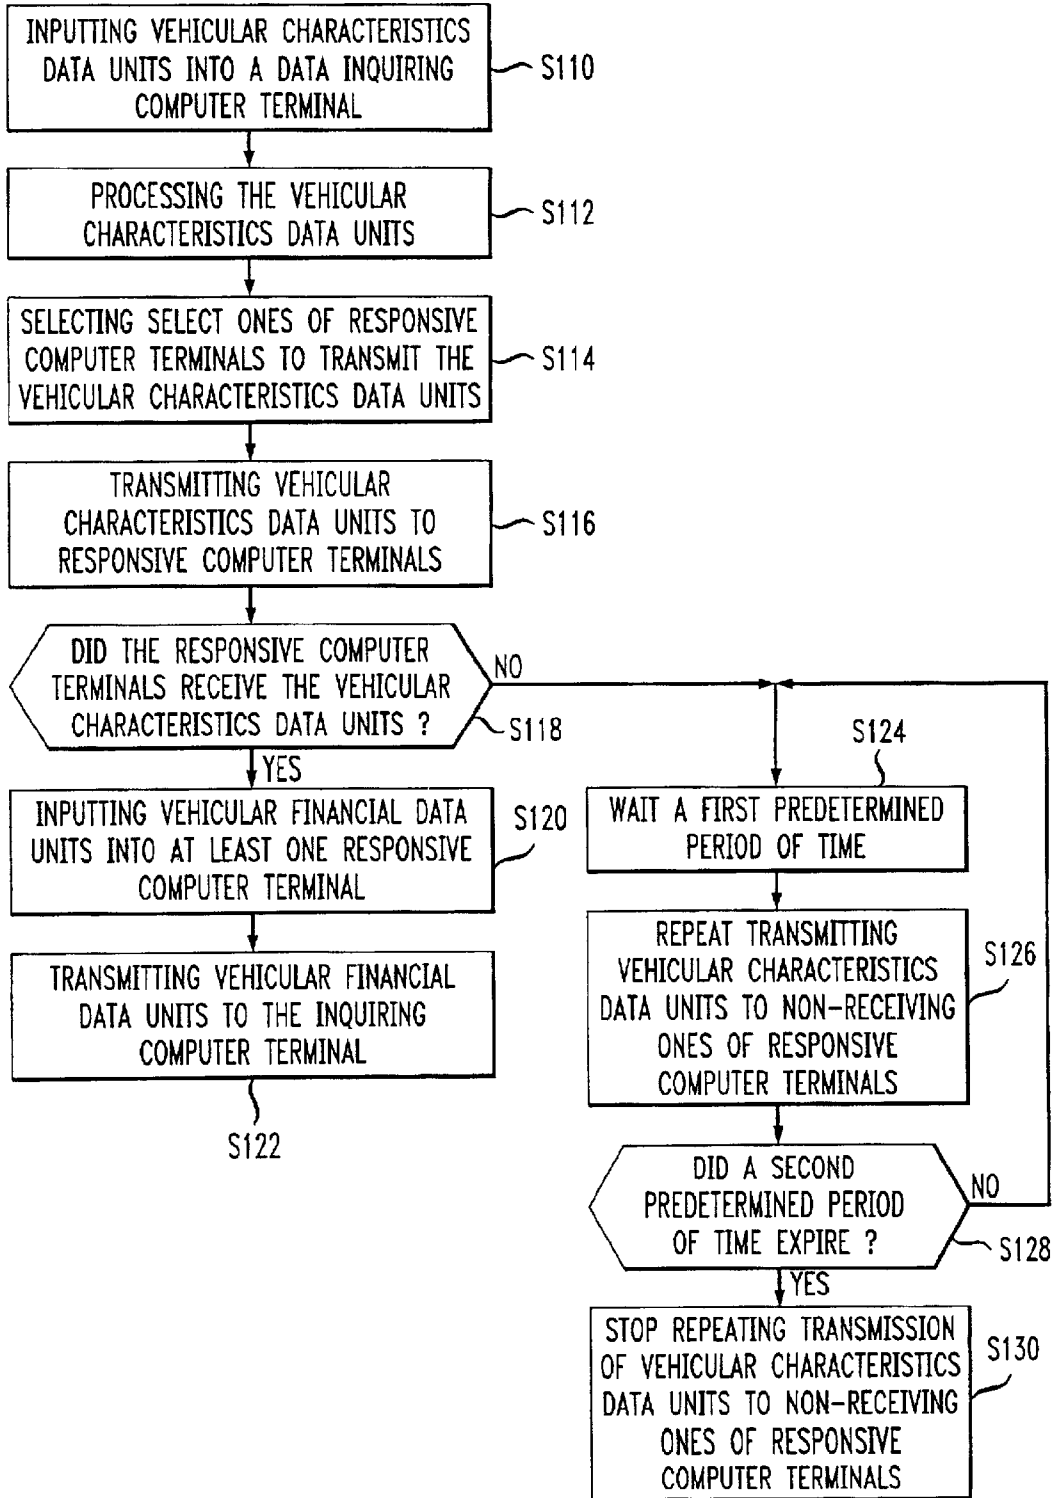 INPUTTING VEHICULAR CHARACTERISTICS
DATA UNITS INTO A DATA INQUIRING
COMPUTER TERMINAL
S110
PROCESSING THE VEHICULAR
CHARACTERISTICS DATA UNITS
S112
SELECTING SELECT ONES OF RESPONSIVE
COMPUTER TERMINALS TO TRANSMIT THE
VEHICULAR CHARACTERISTICS DATA UNITS
S114
TRANSMITTING VEHICULAR
CHARACTERISTICS DATA UNITS TO
RESPONSIVE COMPUTER TERMINALS
S116
DID THE RESPONSIVE COMPUTER
TERMINALS RECEIVE THE VEHICULAR
CHARACTERISTICS DATA UNITS ?
NO
S118
YES
INPUTTING VEHICULAR FINANCIAL DATA
UNITS INTO AT LEAST ONE RESPONSIVE
COMPUTER TERMINAL
S120
TRANSMITTING VEHICULAR FINANCIAL
DATA UNITS TO THE INQUIRING
COMPUTER TERMINAL
S122
S124
WAIT A FIRST PREDETERMINED
PERIOD OF TIME
REPEAT TRANSMITTING
VEHICULAR CHARACTERISTICS
DATA UNITS TO NON-RECEIVING
ONES OF RESPONSIVE
COMPUTER TERMINALS
S126
DID A SECOND
PREDETERMINED PERIOD
OF TIME EXPIRE ?
NO
S128
YES
STOP REPEATING TRANSMISSION
OF VEHICULAR CHARACTERISTICS
DATA UNITS TO NON-RECEIVING
ONES OF RESPONSIVE
COMPUTER TERMINALS
S130